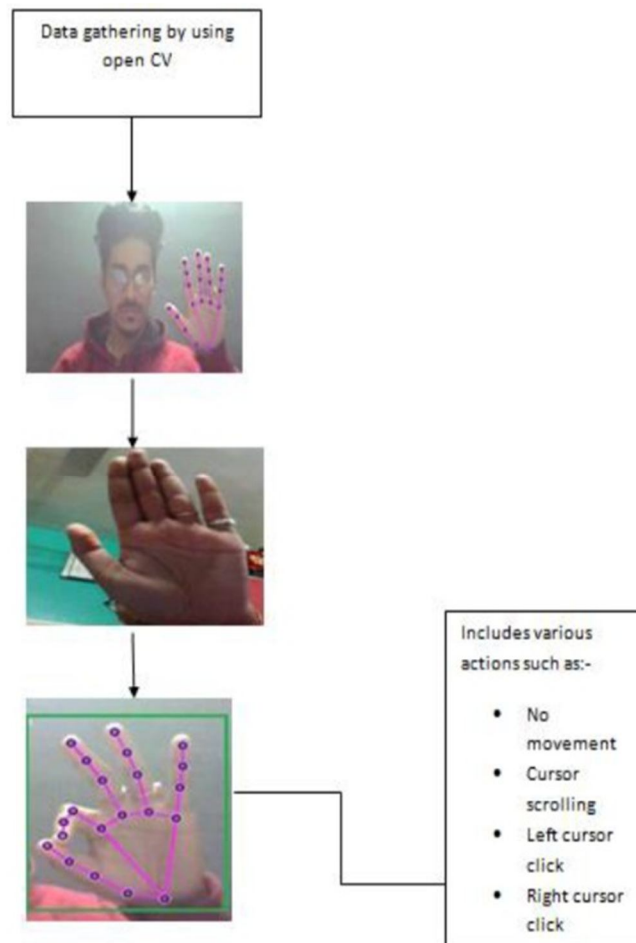 Data gathering by using
open CV
Includes various
actions such as:-
• No
movement
• Cursor
scrolling
• Left cursor
click
• Right cursor
click